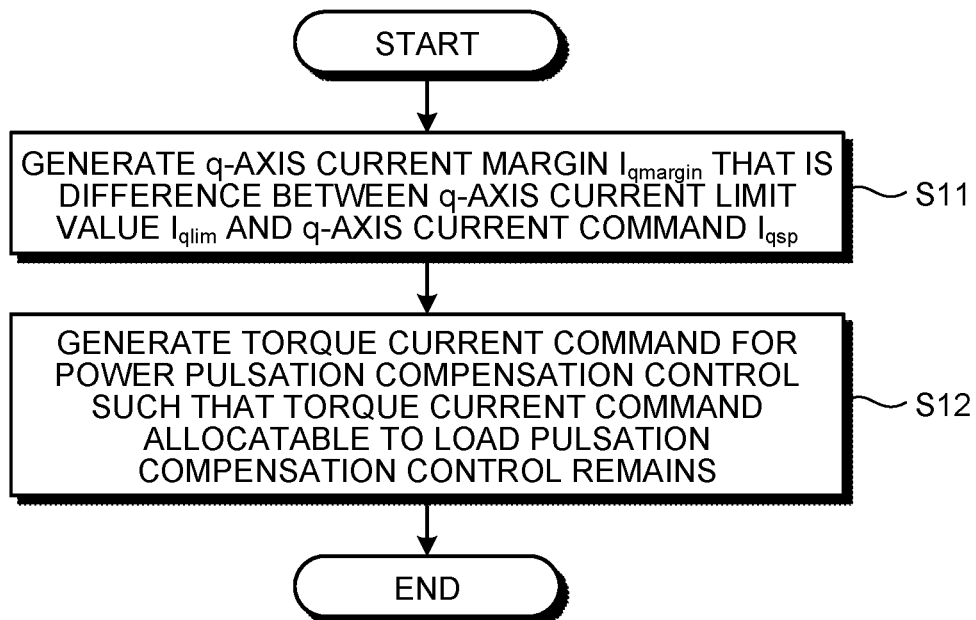 START
GENERATE q-AXIS CURRENT MARGIN Iqmargin THAT IS
DIFFERENCE BETWEEN q-AXIS CURRENT LIMIT
VALUE Iqlim AND q-AXIS CURRENT COMMAND Iqsp
S11
GENERATE TORQUE CURRENT COMMAND FOR
POWER PULSATION COMPENSATION CONTROL
SUCH THAT TORQUE CURRENT COMMAND
ALLOCATABLE TO LOAD PULSATION
COMPENSATION CONTROL REMAINS
S12
END